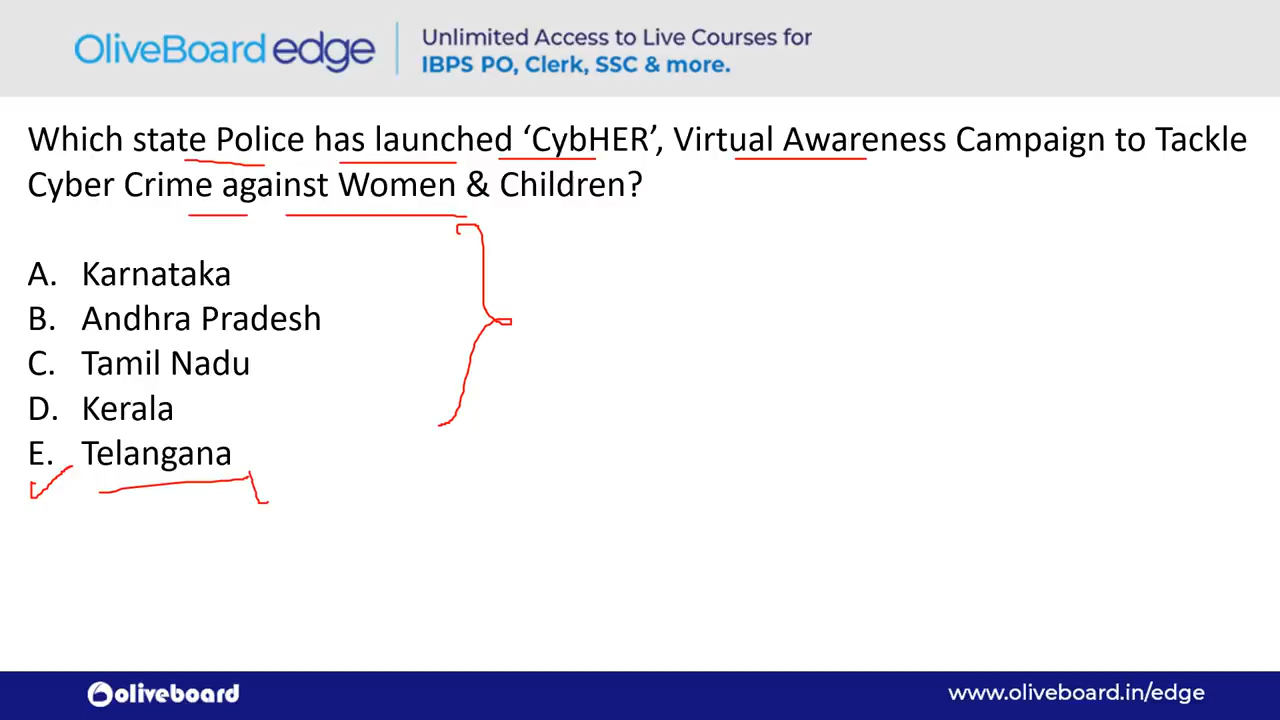 OliveBoard edge
Unlimited Access to Live Courses for
IBPS PO, Clerk, SSC & more.
Which state Police has launched ‘CybHER’, Virtual Awareness Campaign to Tackle
Cyber Crime against Women & Children?
A. Karnataka
B. Andhra Pradesh
C. Tamil Nadu
D. Kerala
E. Telangana
oliveboard
www.oliveboard.in/edge